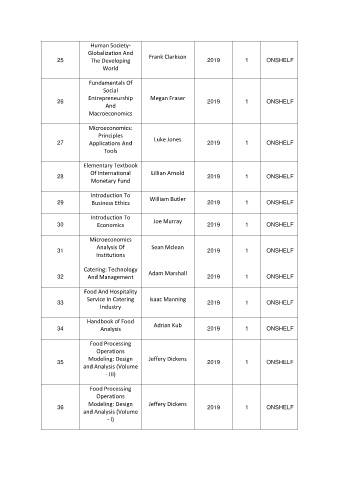 25 Human Society- Frank Clarkson 2019 1 ONSHELF
Globalization And
The Developing
World
26 Fundamentals Of Megan Fraser 2019 1 ONSHELF
Social
Entrepreneurship
And
Macroeconomics
27 Microeconomics: Luke Jones 2019 1 ONSHELF
Principles
Applications And
Tools
28 Elementary Textbook Lillian Arnold 2019 1 ONSHELF
Of International
Monetary Fund
29 Introduction To William Butler 2019 1 ONSHELF
Business Ethics
30 Introduction To Joe Murray 2019 1 ONSHELF
Economics
31 Microeconomics Sean Mclean 2019 1 ONSHELF
Analysis Of
Institutions
32 Catering: Technology Adam Marshall 2019 1 ONSHELF
And Management
33 Food And Hospitality Isaac Manning 2019 1 ONSHELF
Service In Catering
Industry
34 Handbook of Food Adrian Kub 2019 1 ONSHELF
Analysis
35 Food Processing Jeffery Dickens 2019 1 ONSHELF
Operations
Modeling: Design
and Analysis (Volume
- III)
36 Food Processing Jeffery Dickens 2019 1 ONSHELF
Operations
Modeling: Design
and Analysis (Volume
- I)